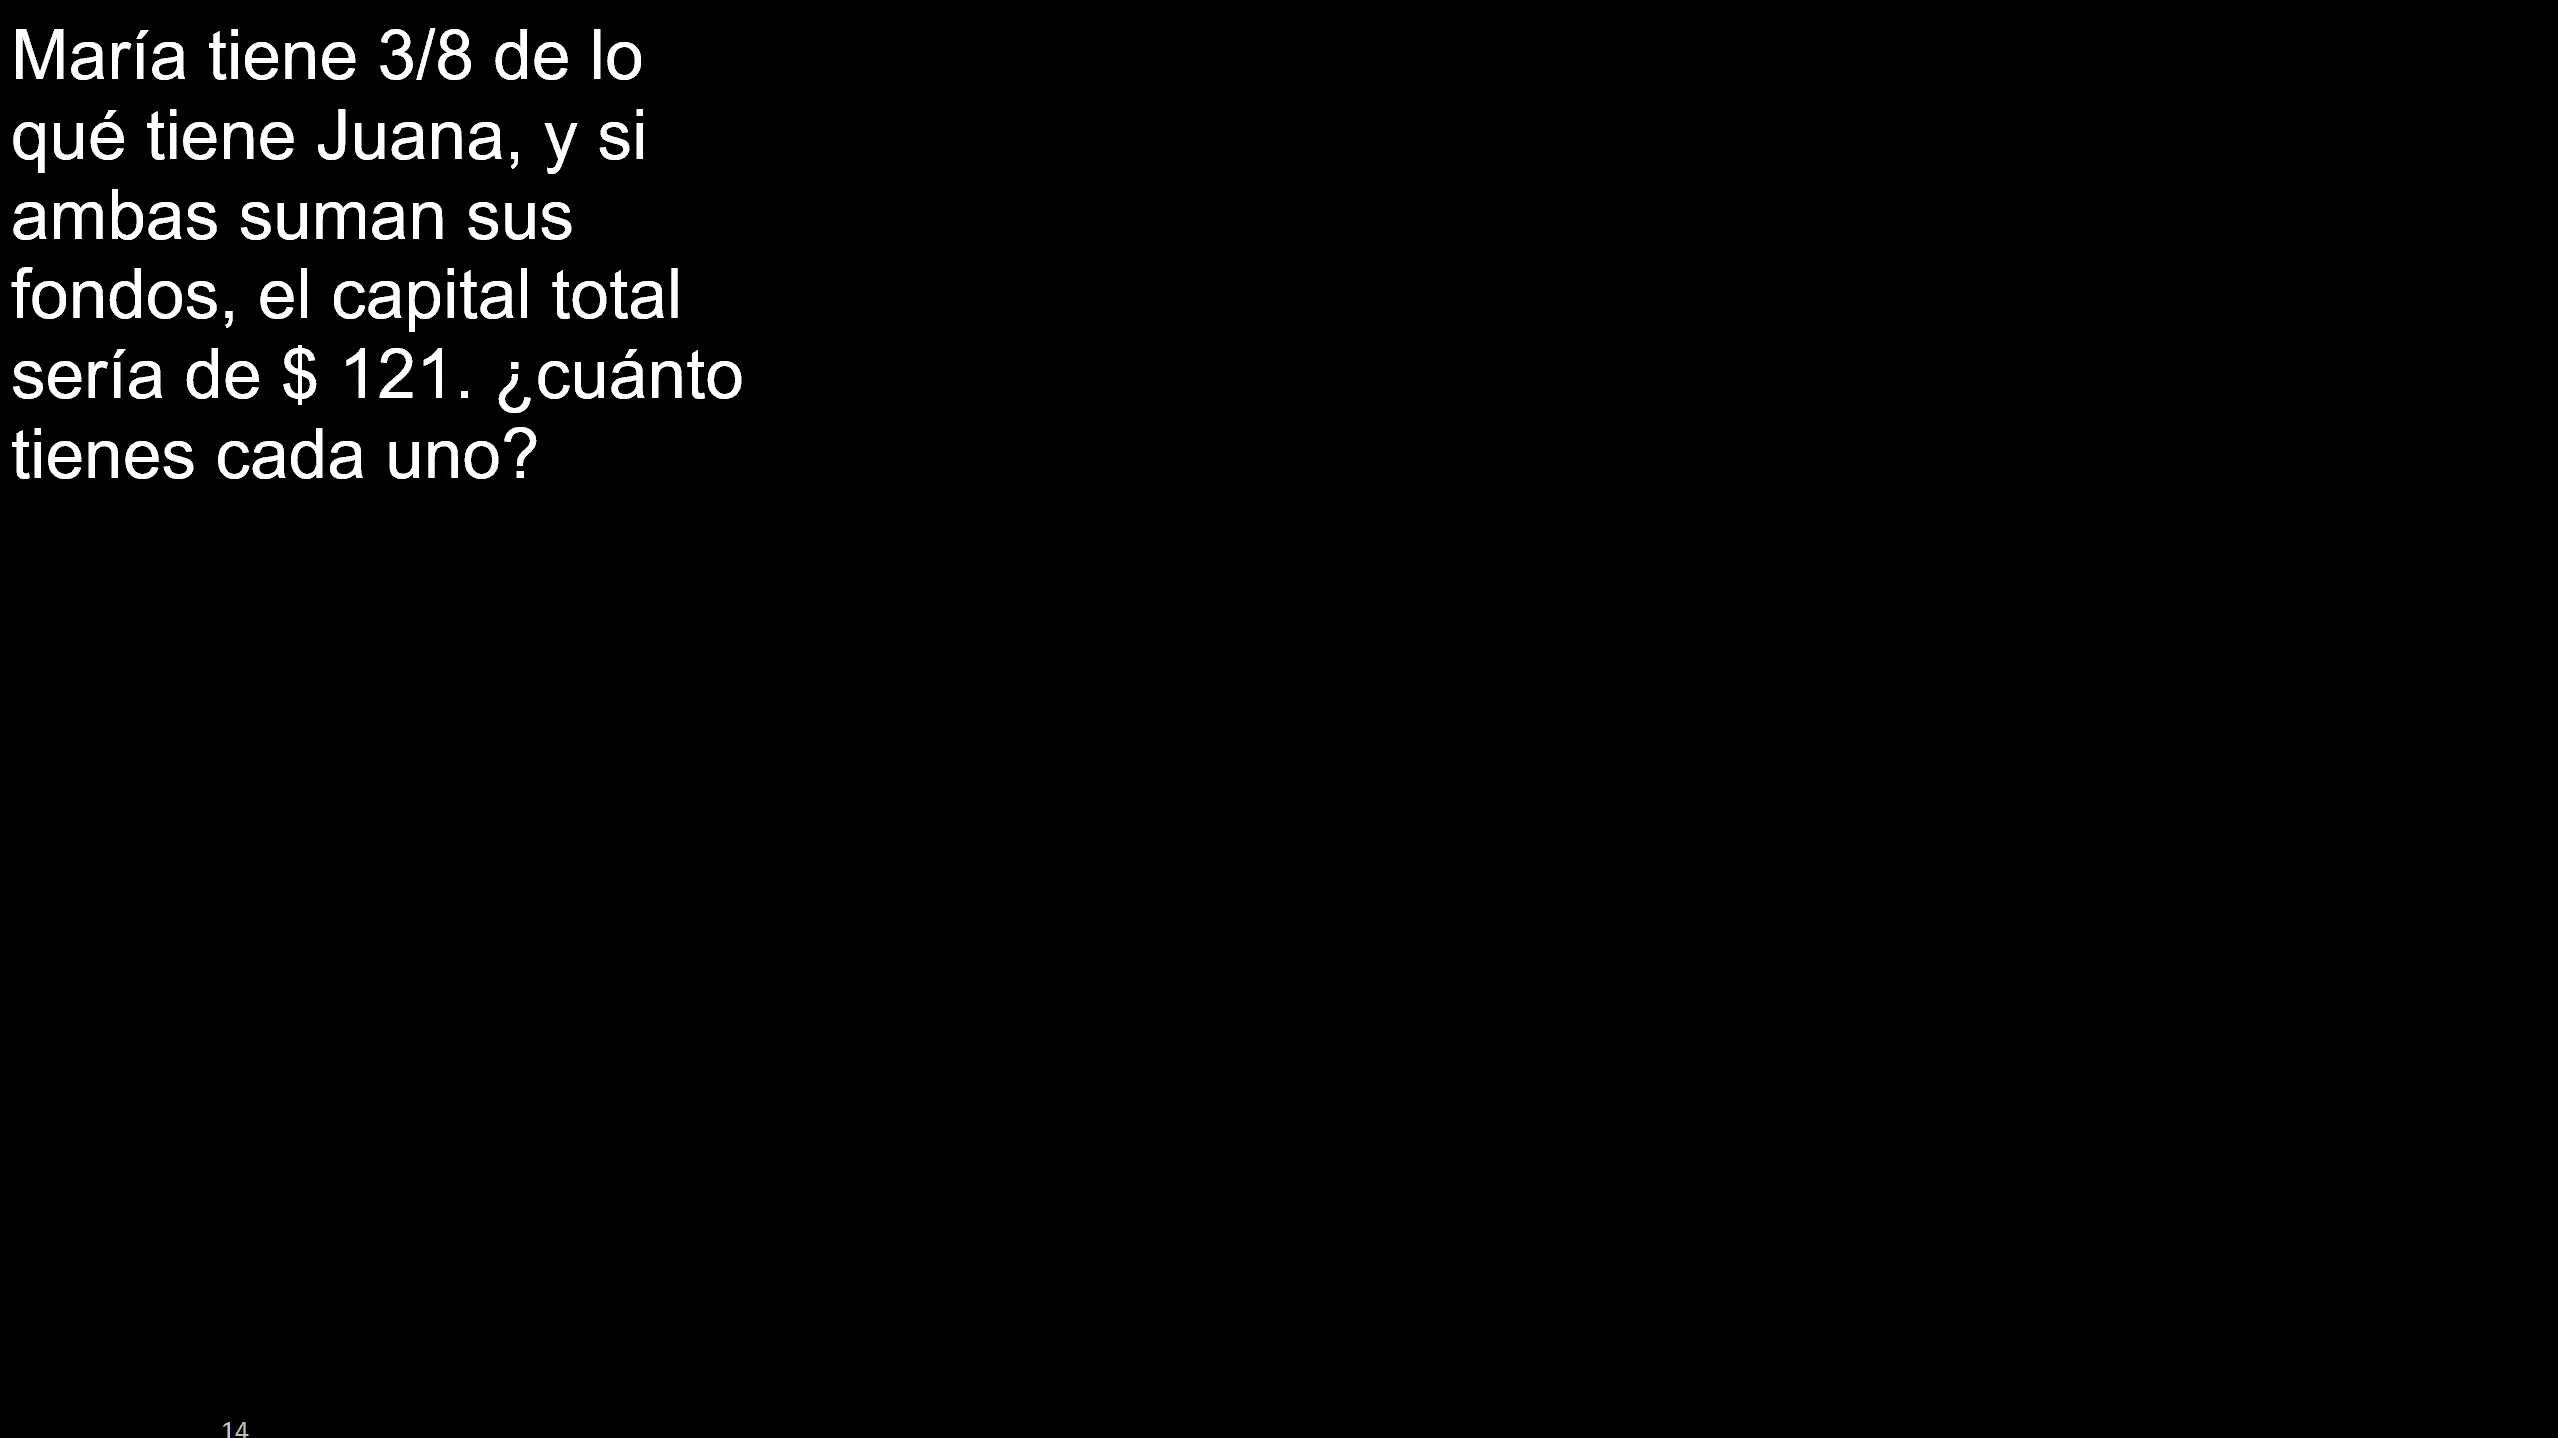 María tiene 3/8 de lo
qué tiene Juana, y si
ambas suman sus
fondos, el capital total
sería de $ 121. ¿cuánto
tienes cada uno?
14